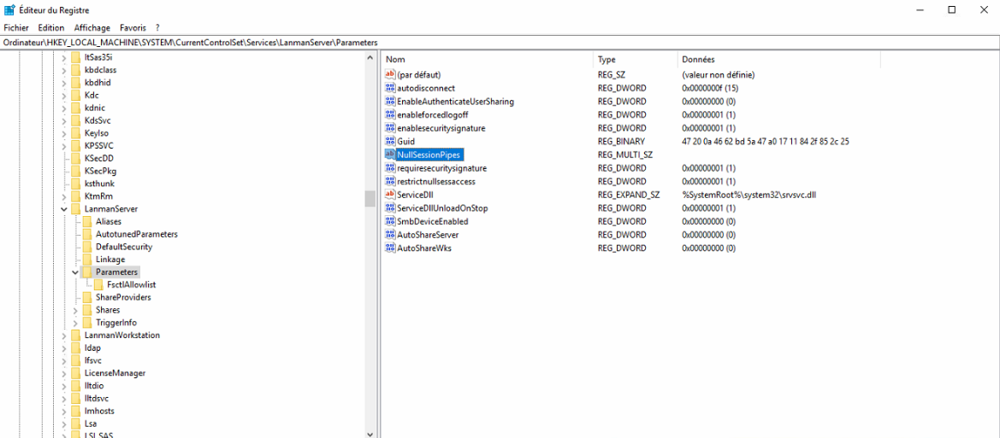 Éditeur du Registre
Fichier Edition Affichage Favoris ?
Ordinateur\HKEY_LOCAL_MACHINE\SYSTEM\CurrentControlSet\Services\LanmanServer\Parameters
ItSas35i
kbdclass
kbdhid
Kdc
kdnic
KdsSvc
KeyIso
KPSSVC
KSecDD
KSecPkg
ksthunk
KtmRm
LanmanServer
Aliases
AutotunedParameters
DefaultSecurity
Linkage
Parameters
FsctlAllowlist
ShareProviders
Shares
TriggerInfo
LanmanWorkstation
ldap
lfsvc
LicenseManager
lltdio
lltdsvc
lmhosts
Lsa
LSI_SAS
Nom Type Données
(par défaut) REG_SZ (valeur non définie)
autodisconnect REG_DWORD 0x0000000f (15)
EnableAuthenticateUserSharing REG_DWORD 0x00000000 (0)
enableforcedlogoff REG_DWORD 0x00000001 (1)
enablesecuritysignature REG_DWORD 0x00000001 (1)
Guid REG_BINARY 47 20 0a 46 62 bd 5a 47 a0 17 11 84 2f 85 2c 25
NullSessionPipes REG_MULTI_SZ
requiresecuritysignature REG_DWORD 0x00000001 (1)
restrictnullsessaccess REG_DWORD 0x00000001 (1)
ServiceDll REG_EXPAND_SZ %SystemRoot%\system32\srvsvc.dll
ServiceDllUnloadOnStop REG_DWORD 0x00000001 (1)
SmbDeviceEnabled REG_DWORD 0x00000000 (0)
AutoShareServer REG_DWORD 0x00000000 (0)
AutoShareWks REG_DWORD 0x00000000 (0)